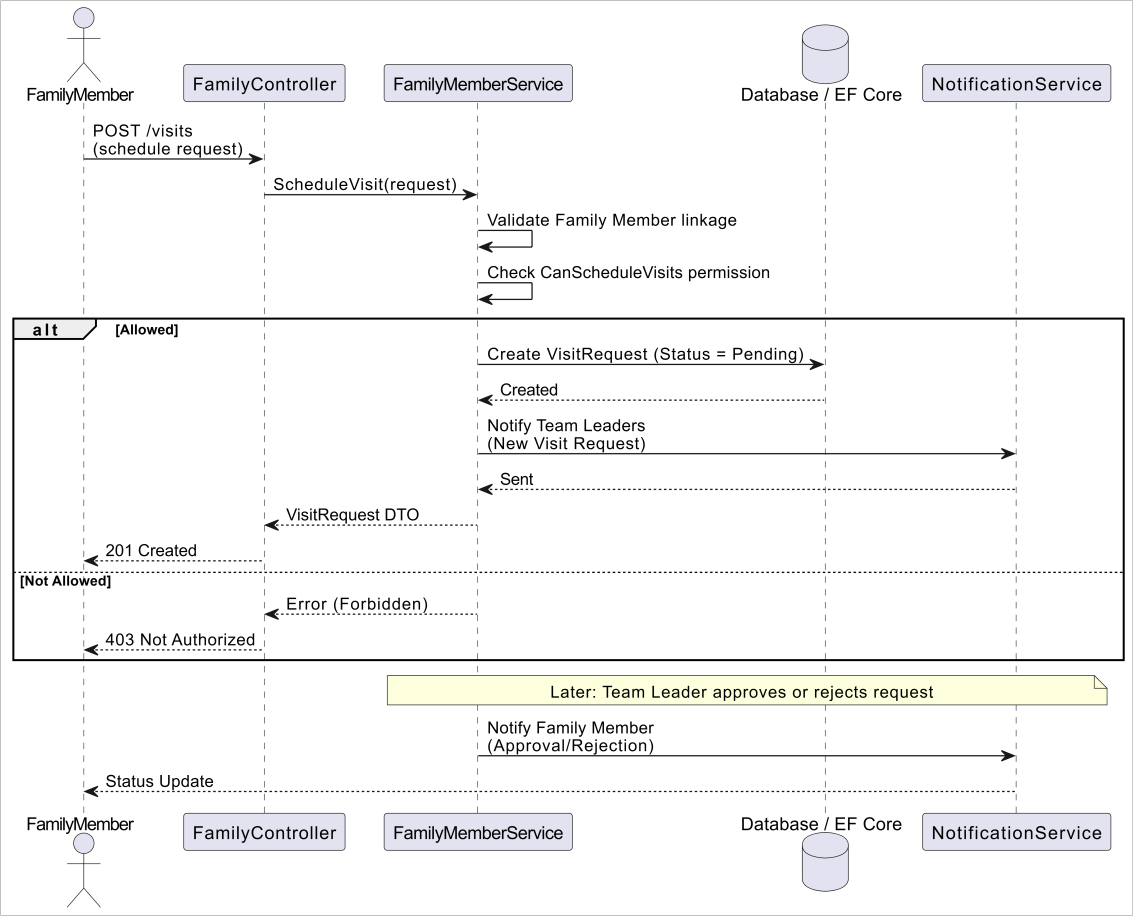 FamilyMember
FamilyController
FamilyMemberService
Database / EF Core
NotificationService
POST /visits
(schedule request)
ScheduleVisit(request)
Validate Family Member linkage
Check CanScheduleVisits permission
alt
[Allowed]
Create VisitRequest (Status = Pending)
Created
Notify Team Leaders
(New Visit Request)
Sent
VisitRequest DTO
201 Created
[Not Allowed]
Error (Forbidden)
403 Not Authorized
Later: Team Leader approves or rejects request
Notify Family Member
(Approval/Rejection)
Status Update
FamilyMember
FamilyController
FamilyMemberService
Database / EF Core
NotificationService